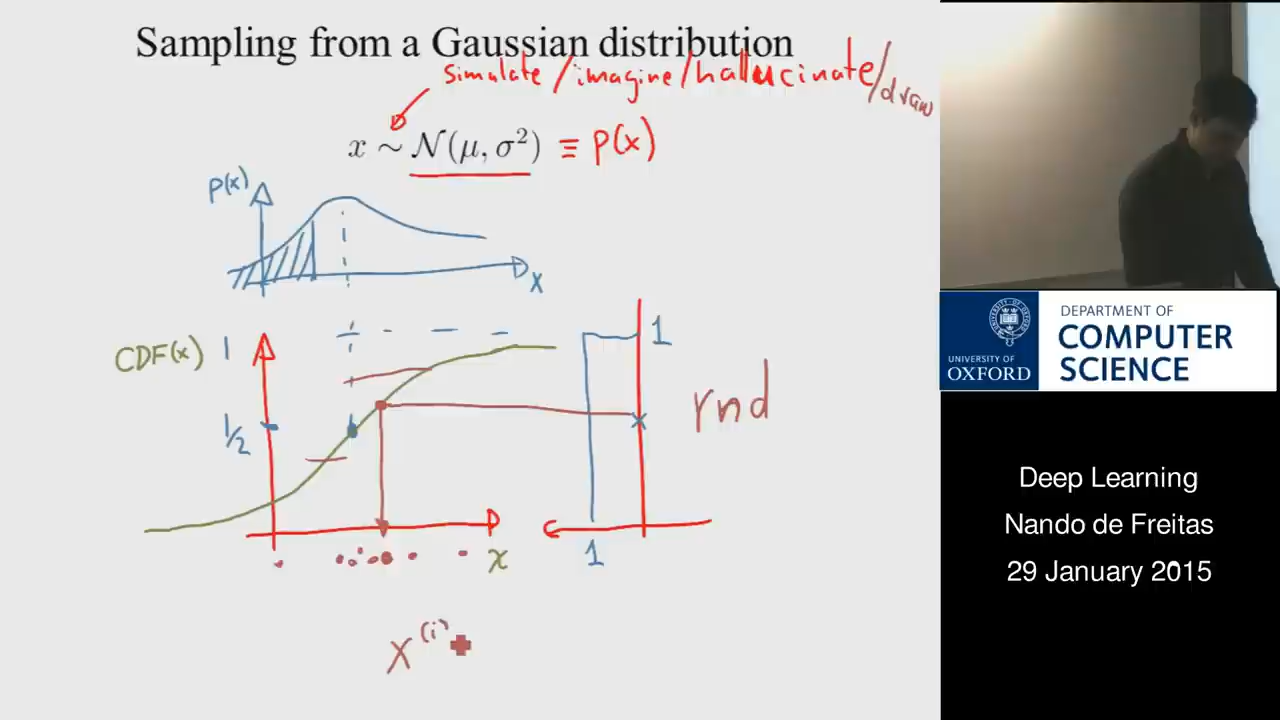 Sampling from a Gaussian distribution
simulate/imagine/hallucinate/draw
x ∼ N(μ, σ²) ≡ P(x)
P(x)
x
CDF(x) 1
1
1/2
rnd
x
1
x⁽ⁱ⁾
UNIVERSITY OF
OXFORD
DEPARTMENT OF
COMPUTER
SCIENCE
Deep Learning
Nando de Freitas
29 January 2015